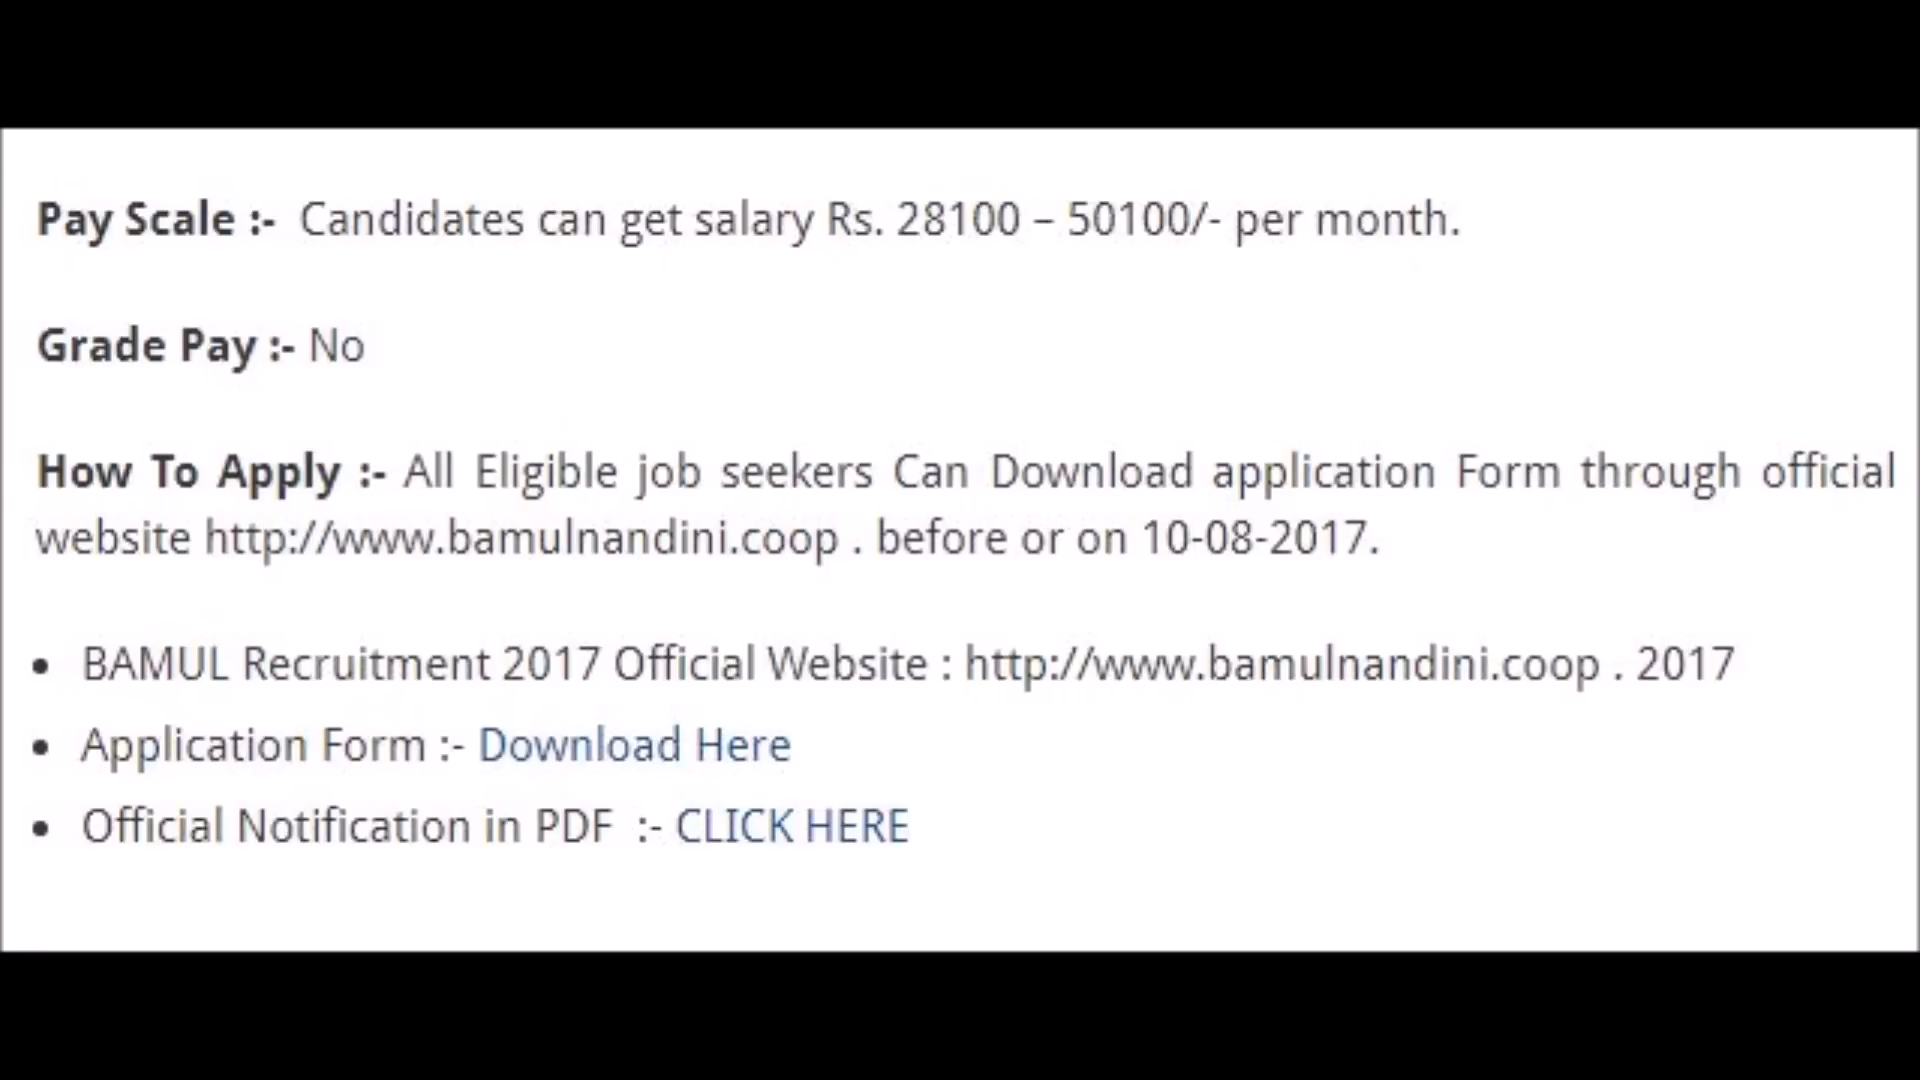 Pay Scale :- Candidates can get salary Rs. 28100 – 50100/- per month.
Grade Pay :- No
How To Apply :- All Eligible job seekers Can Download application Form through official
website http://www.bamulnandini.coop . before or on 10-08-2017.
• BAMUL Recruitment 2017 Official Website : http://www.bamulnandini.coop . 2017
• Application Form :- Download Here
• Official Notification in PDF :- CLICK HERE